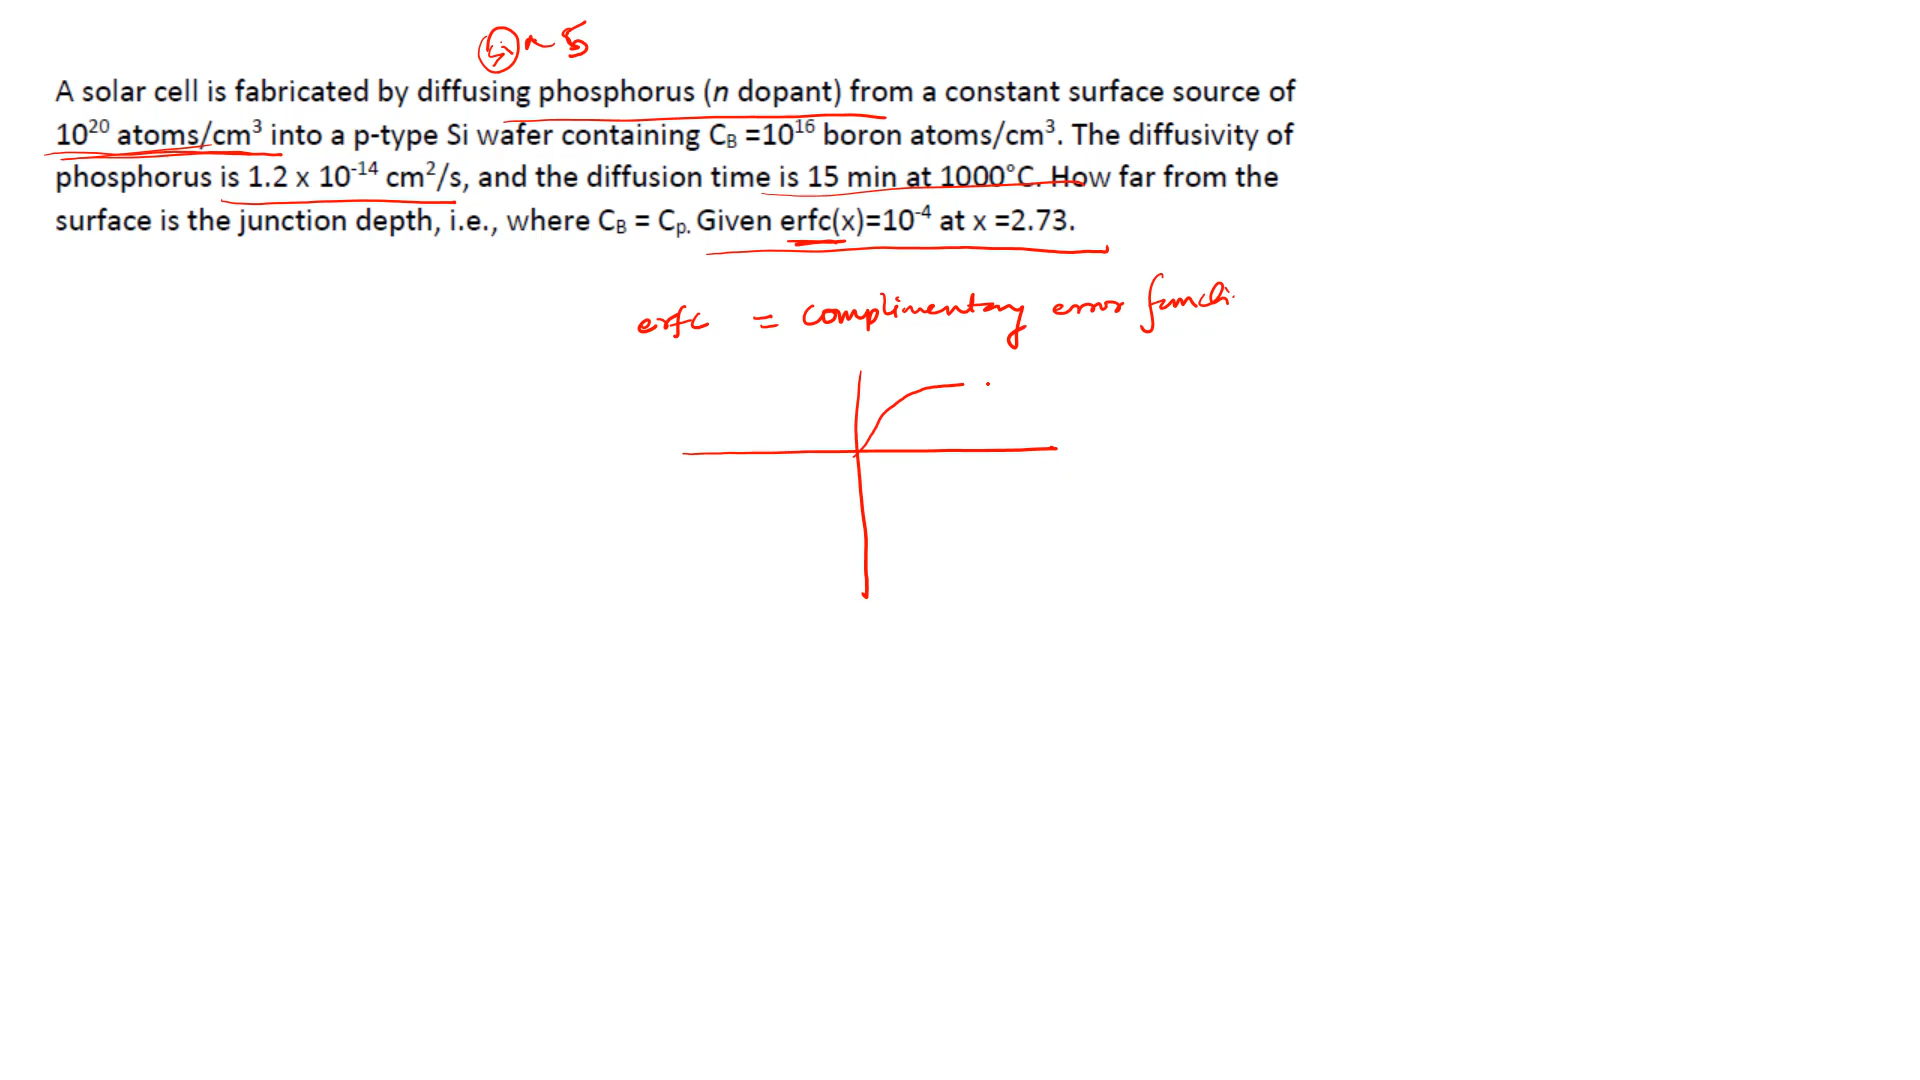 A solar cell is fabricated by diffusing phosphorus (n dopant) from a constant surface source of
10²⁰ atoms/cm³ into a p-type Si wafer containing C_B =10¹⁶ boron atoms/cm³. The diffusivity of
phosphorus is 1.2 x 10⁻¹⁴ cm²/s, and the diffusion time is 15 min at 1000°C. How far from the
surface is the junction depth, i.e., where C_B = C_p. Given erfc(x)=10⁻⁴ at x =2.73.
erfc = complimentary error functi